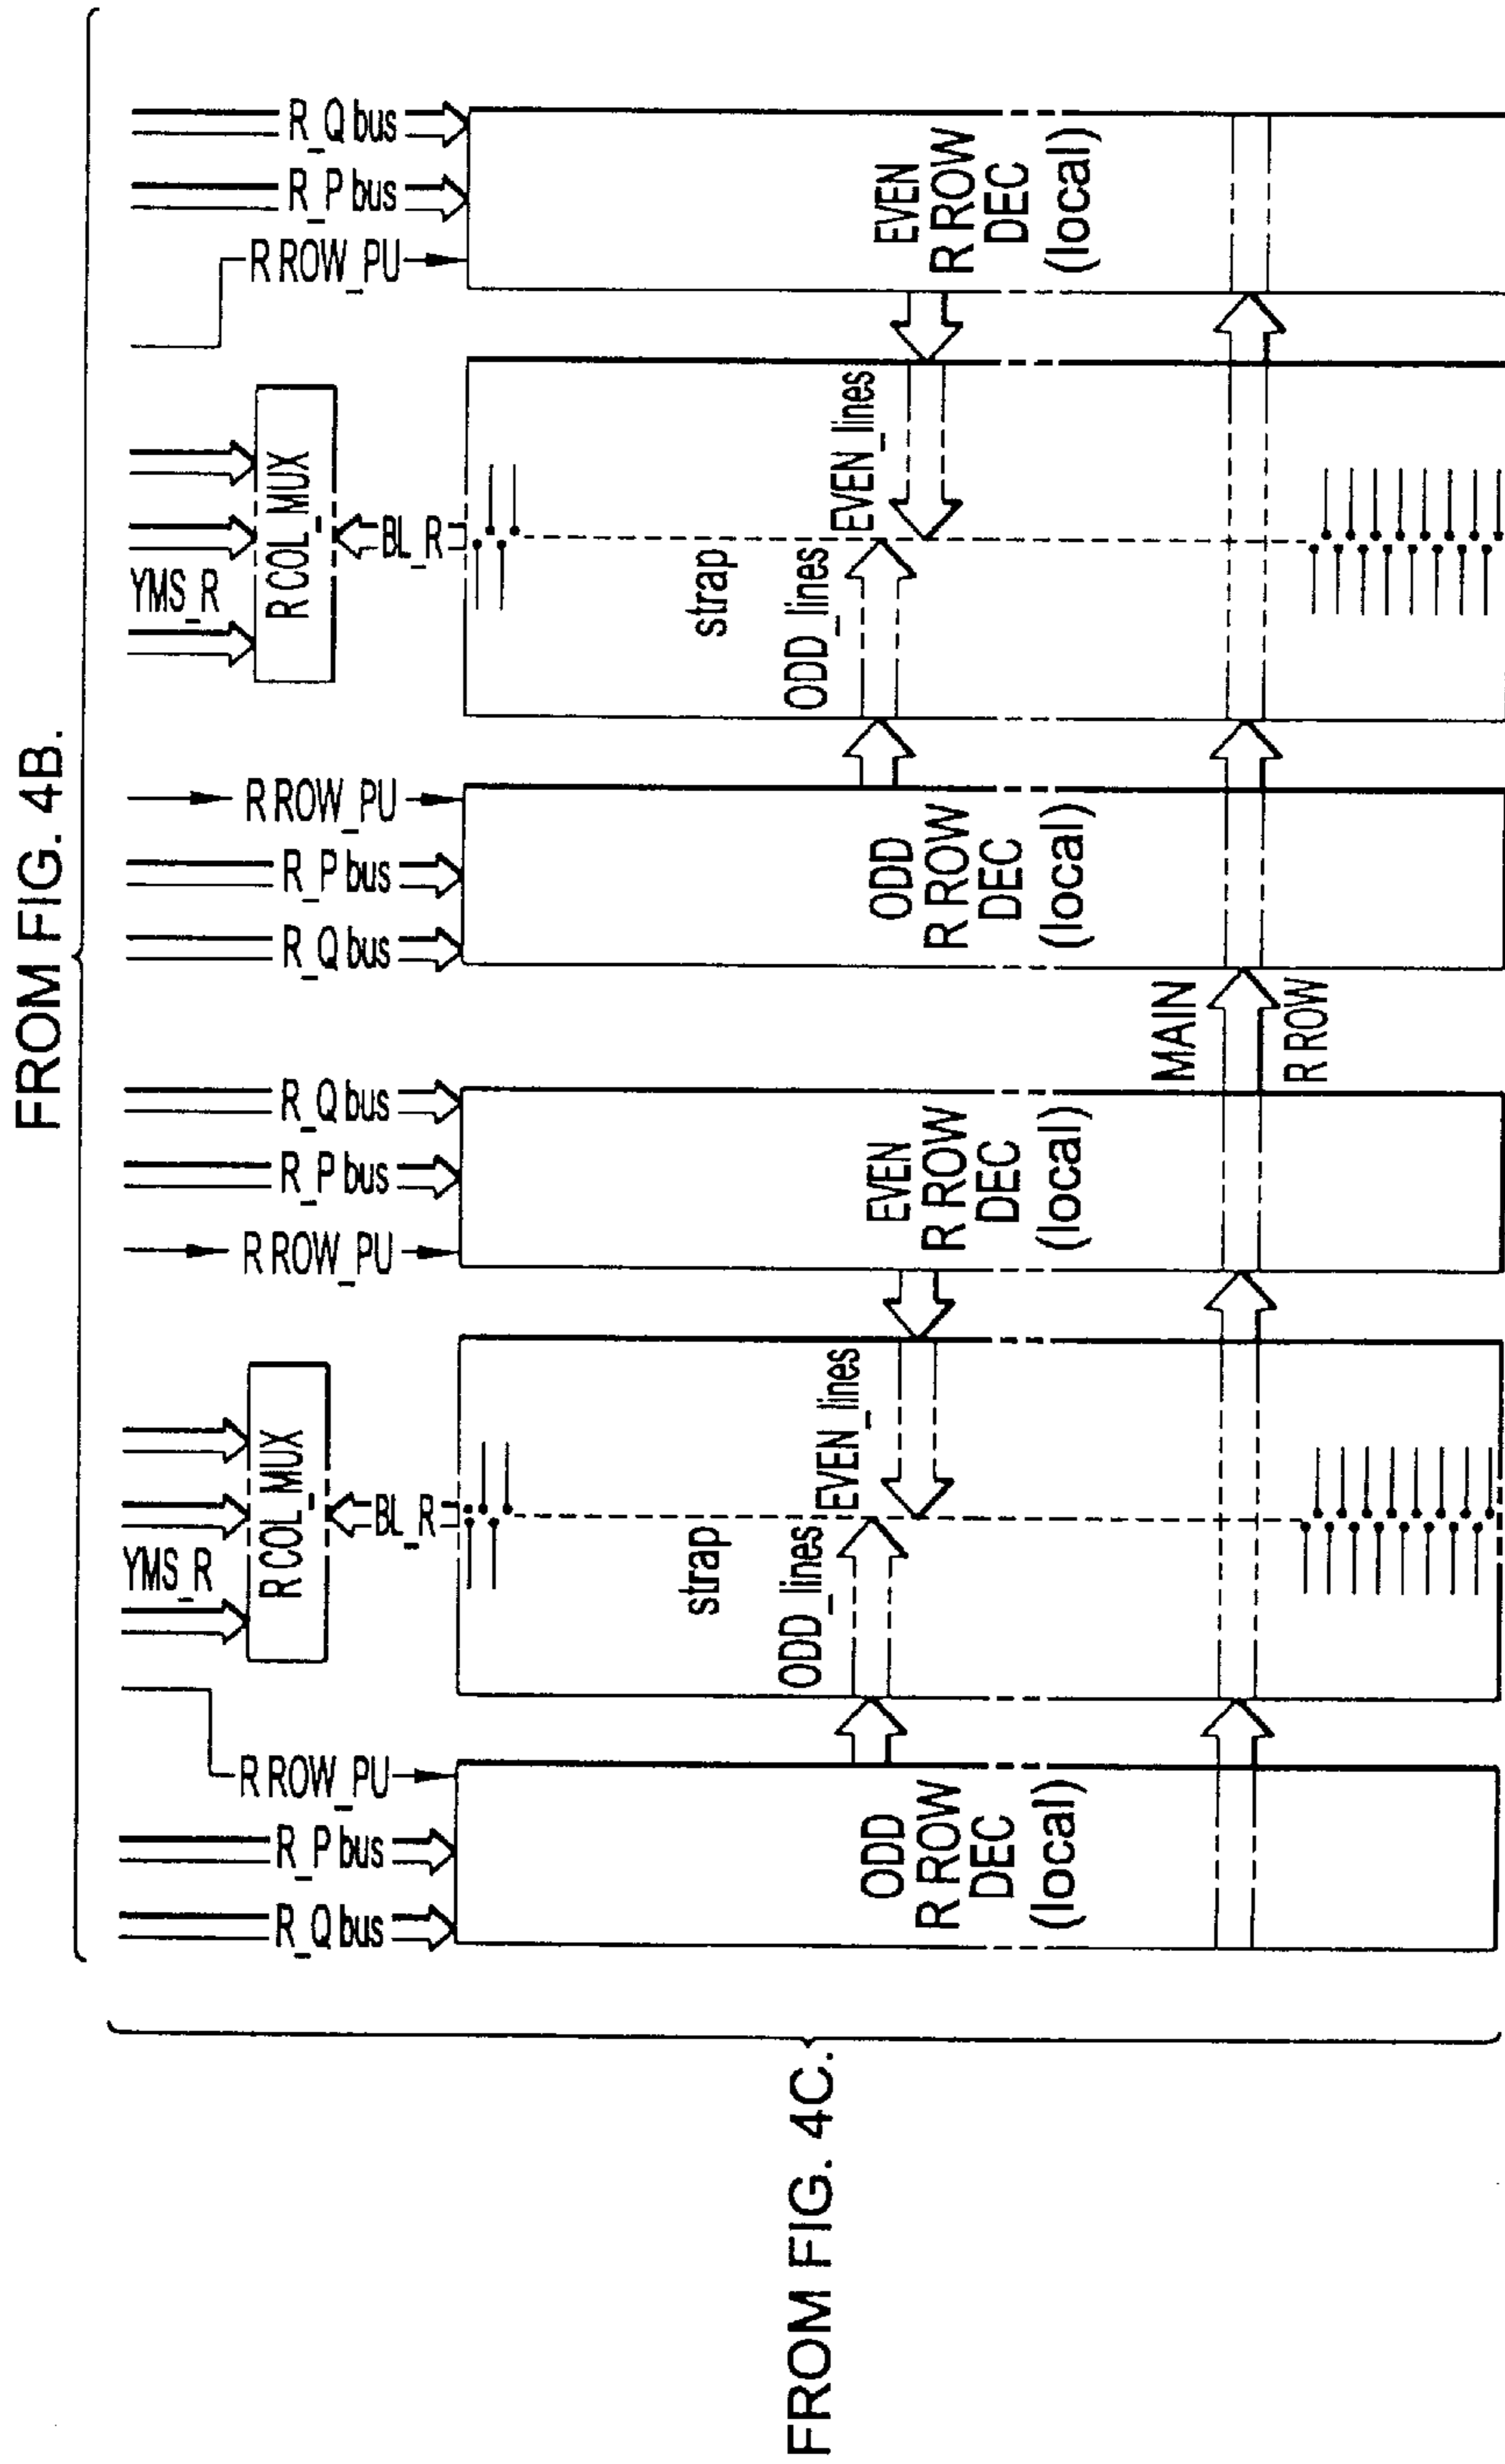 FROM FIG. 4B.
YMS_R
YMS_R
R COL_MUX
R COL_MUX
R_Q bus
R_P bus
R ROW_PU
R ROW_PU
R_P bus
R_Q bus
R_Q bus
R_P bus
R ROW_PU
R ROW_PU
R_P bus
R_Q bus
BL_R
BL_R
strap
strap
ODD_lines
EVEN_lines
ODD_lines
EVEN_lines
ODD
R ROW
DEC
(local)
EVEN
R ROW
DEC
(local)
ODD
R ROW
DEC
(local)
EVEN
R ROW
DEC
(local)
MAIN
R ROW
FROM FIG. 4C.